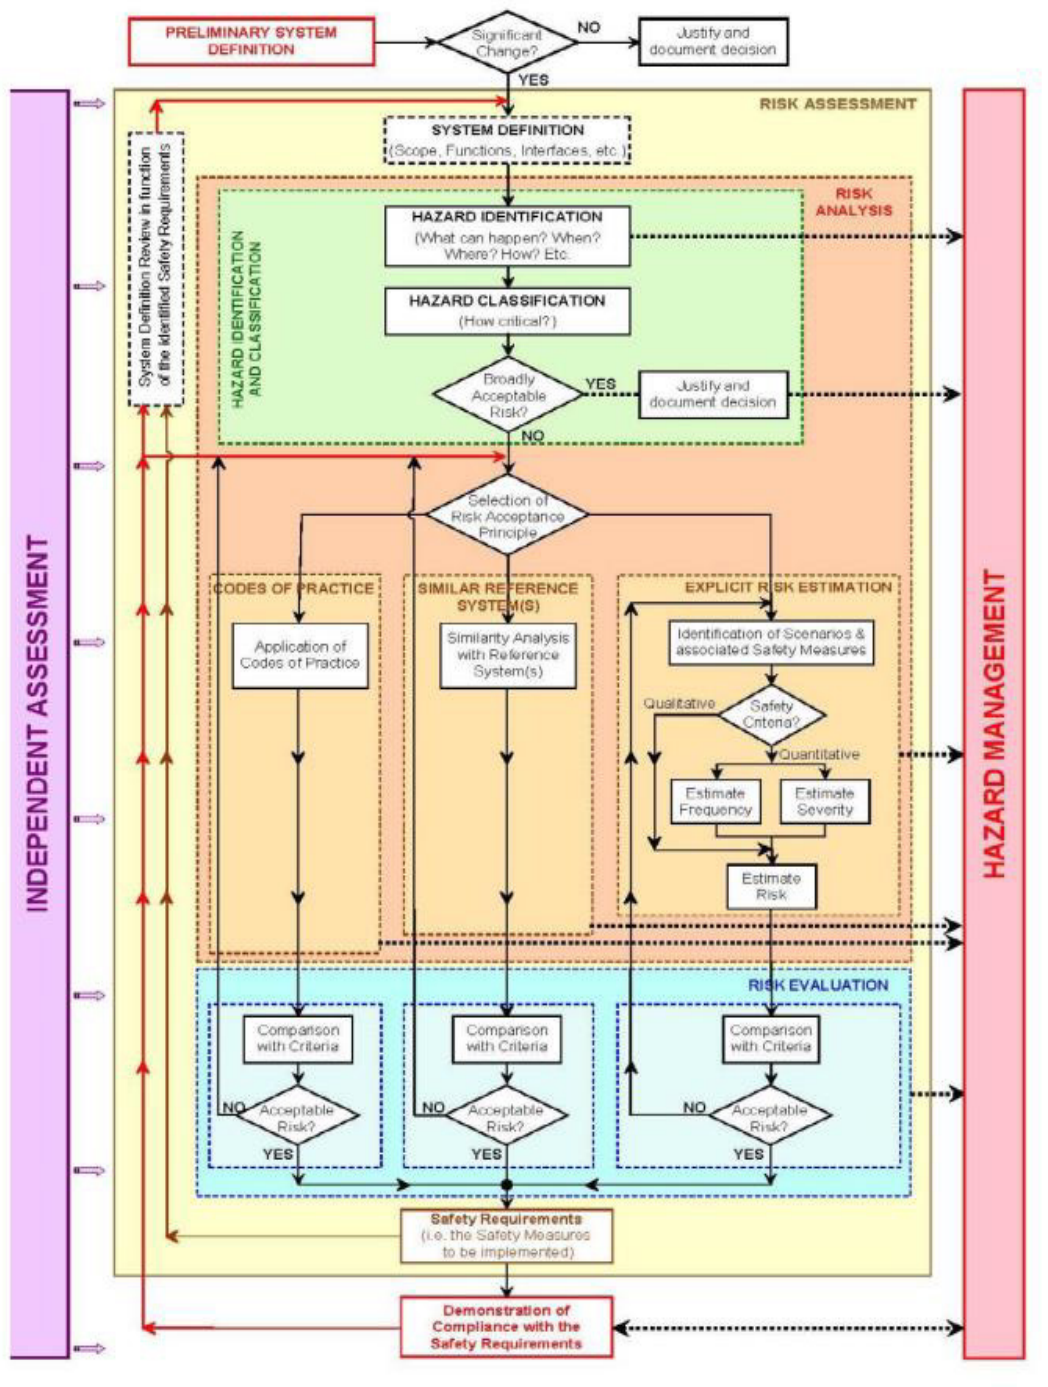 PRELIMINARY SYSTEM
DEFINITION
Significant
Change?
NO
Justify and
document decision
YES
RISK ASSESSMENT
SYSTEM DEFINITION
(Scope, Functions, Interfaces, etc.)
System Definition Review in function
of the identified Safety Requirements
RISK
ANALYSIS
HAZARD IDENTIFICATION
(What can happen? When?
Where? How? Etc.
HAZARD IDENTIFICATION
AND CLASSIFICATION
HAZARD CLASSIFICATION
(How critical?)
Broadly
Acceptable
Risk?
YES
Justify and
document decision
NO
Selection of
Risk Acceptance
Principle
INDEPENDENT ASSESSMENT
HAZARD MANAGEMENT
CODES OF PRACTICE
Application of
Codes of Practice
SIMILAR REFERENCE
SYSTEM(S)
Similarity Analysis
with Reference
System(s)
EXPLICIT RISK ESTIMATION
Identification of Scenarios &
associated Safety Measures
Qualitative
Safety
Criteria?
Quantitative
Estimate
Frequency
Estimate
Severity
Estimate
Risk
RISK EVALUATION
Comparison
with Criteria
Comparison
with Criteria
Comparison
with Criteria
NO
Acceptable
Risk?
YES
NO
Acceptable
Risk?
YES
NO
Acceptable
Risk?
YES
Safety Requirements
(i.e. the Safety Measures
to be implemented)
Demonstration of
Compliance with the
Safety Requirements